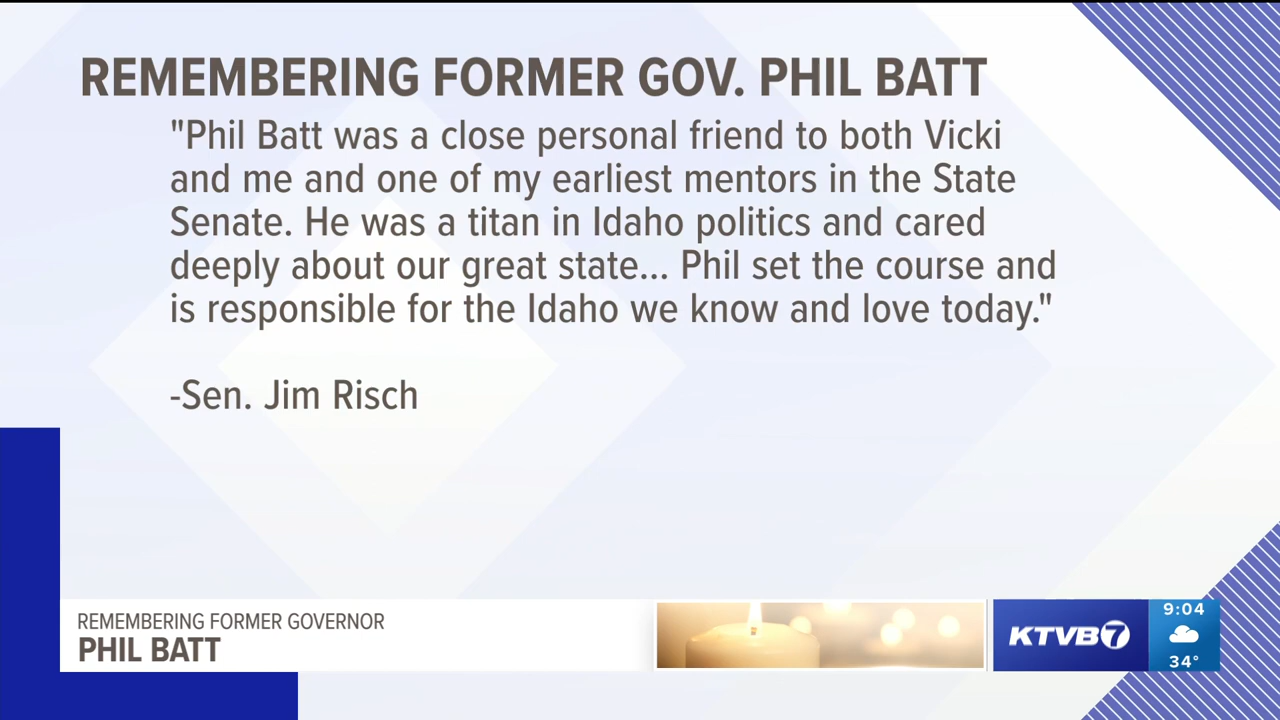 REMEMBERING FORMER GOV. PHIL BATT
"Phil Batt was a close personal friend to both Vicki
and me and one of my earliest mentors in the State
Senate. He was a titan in Idaho politics and cared
deeply about our great state... Phil set the course and
is responsible for the Idaho we know and love today."
-Sen. Jim Risch
REMEMBERING FORMER GOVERNOR
PHIL BATT
KTVB7
9:04
34°